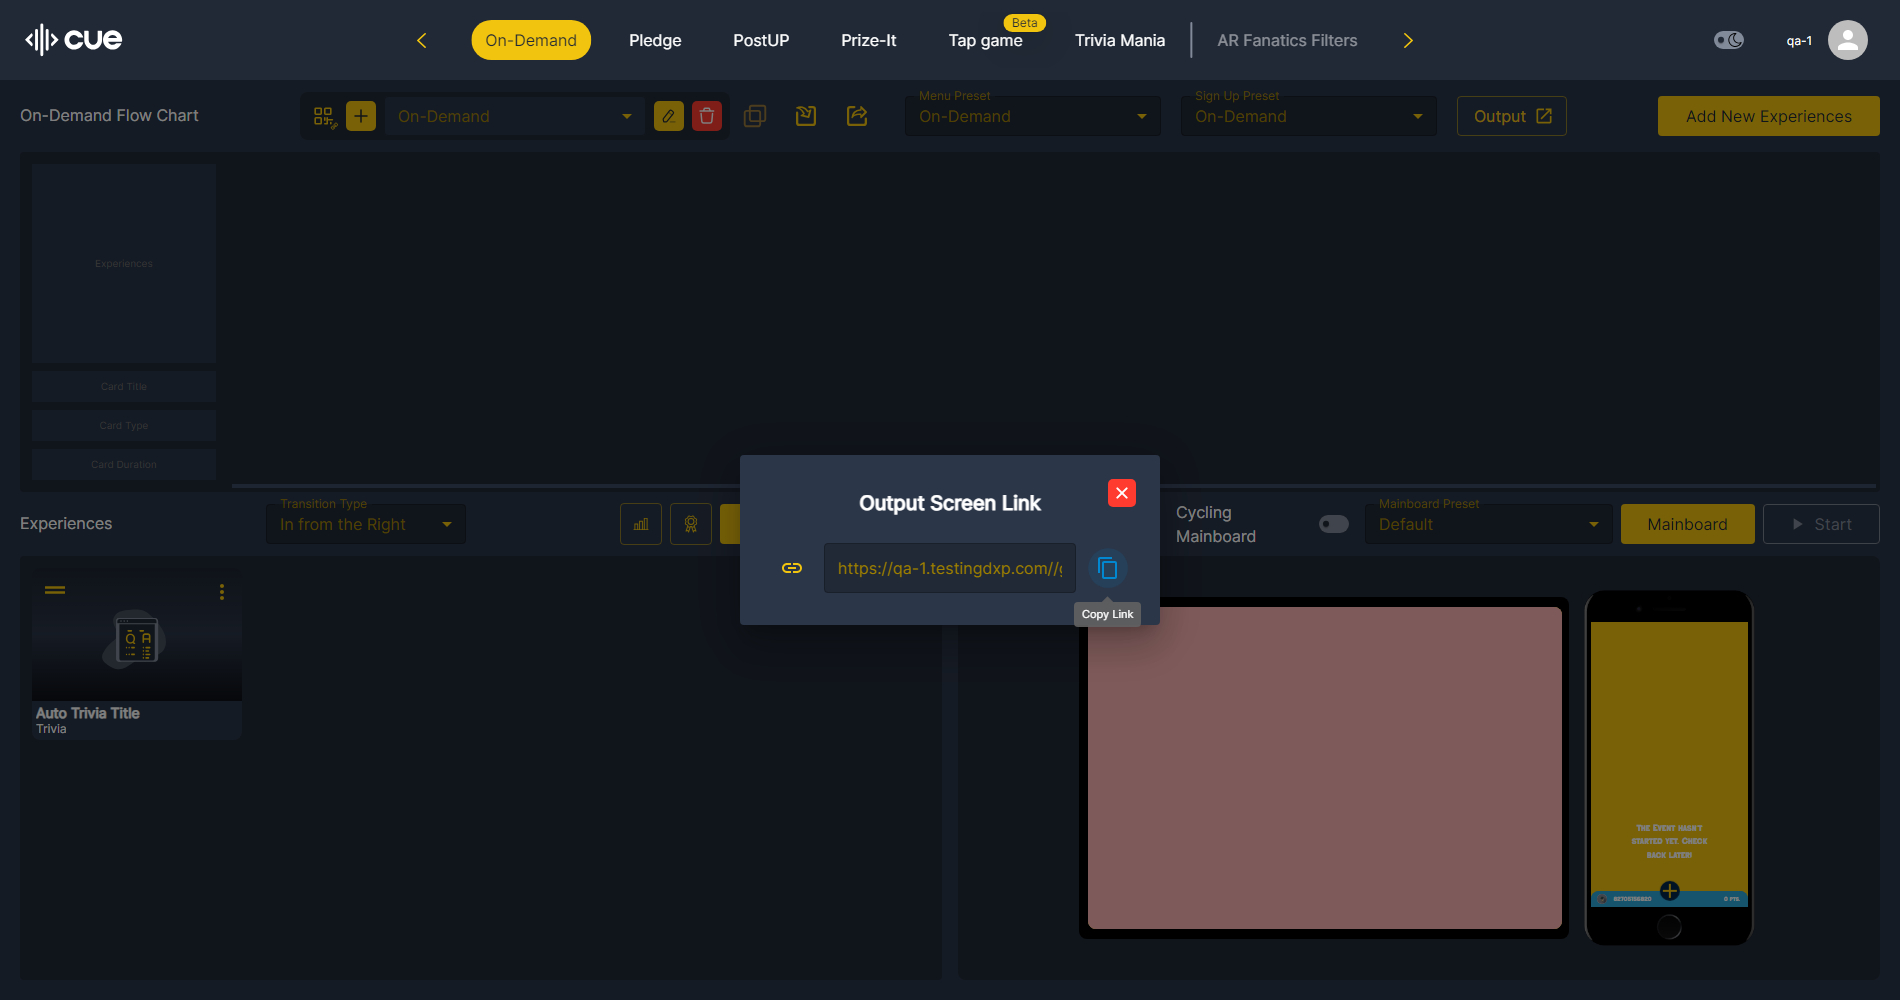 cue
On-Demand
Pledge
PostUP
Prize-It
Beta
Tap game
Trivia Mania
AR Fanatics Filters
qa-1
On-Demand Flow Chart
On-Demand
Menu Preset
On-Demand
Sign Up Preset
On-Demand
Output
Add New Experiences
Experiences
Card Title
Card Type
Card Duration
Output Screen Link
https://qa-1.testingdxp.com//g
Copy Link
Experiences
Transition Type
In from the Right
Cycling
Mainboard
Mainboard Preset
Default
Mainboard
Start
Q A
Auto Trivia Title
Trivia
The Event hasn't
started yet. Check
back later!
0 PTS.